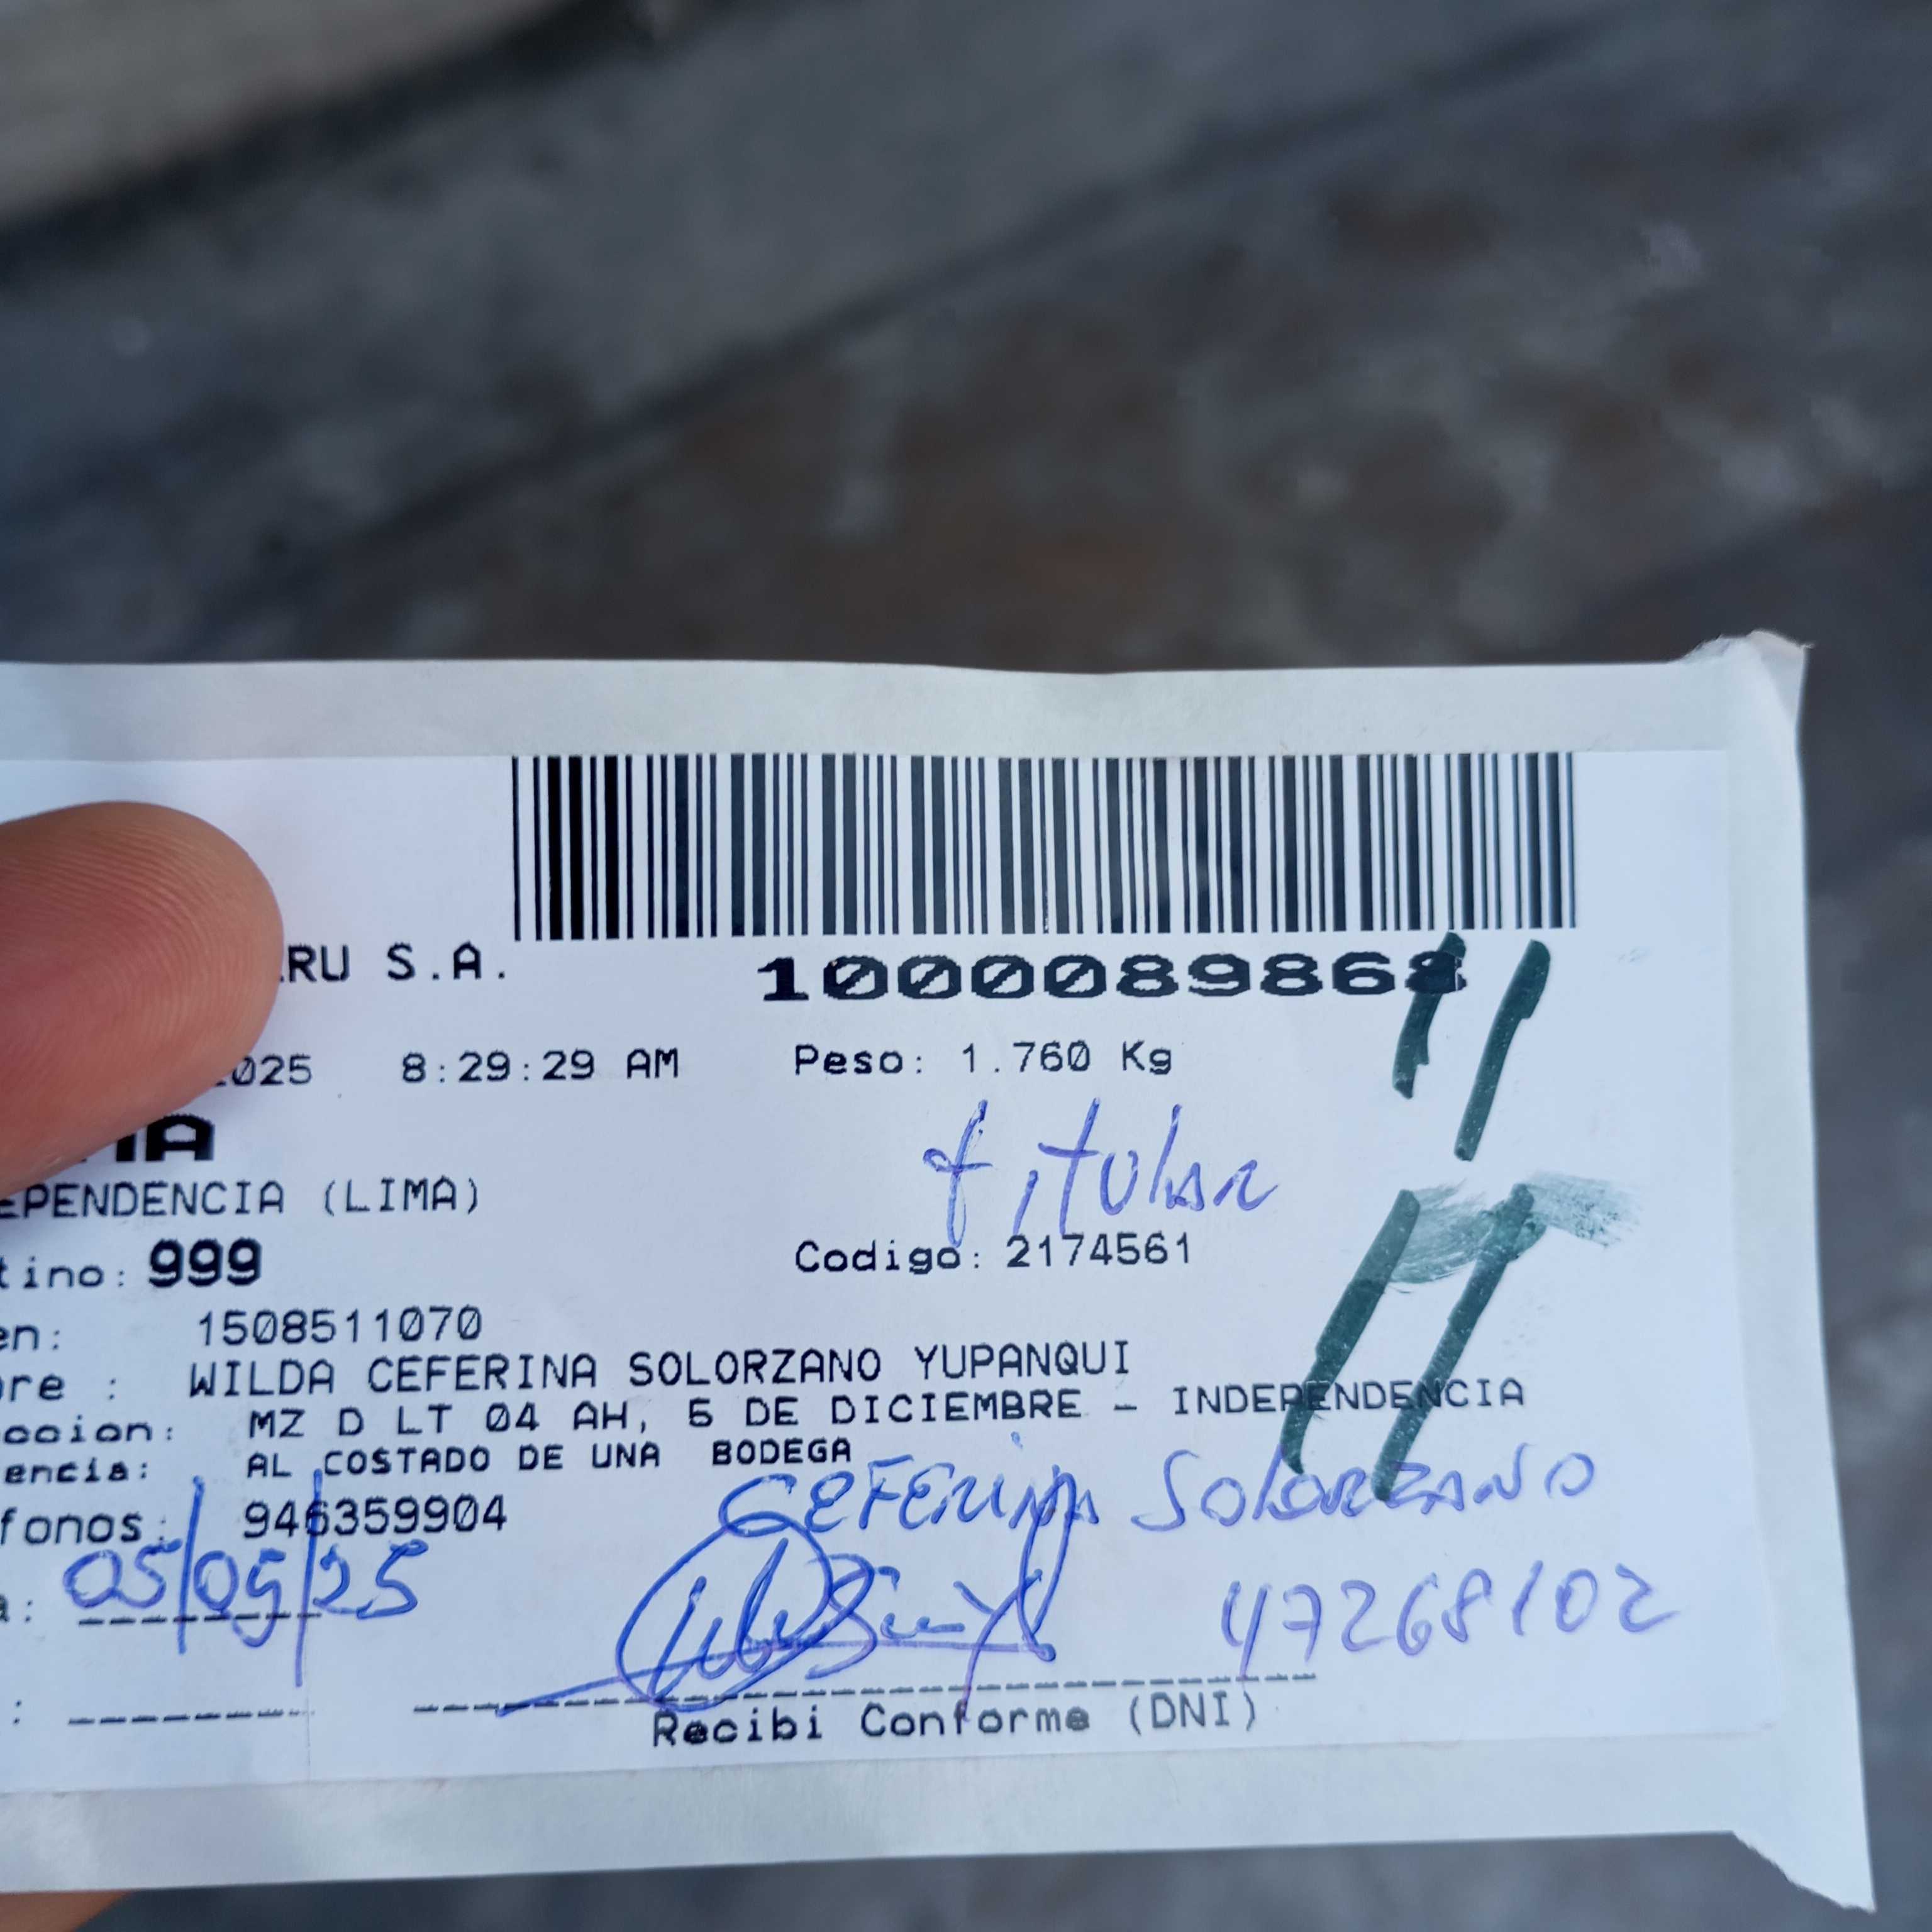 RU S.A.
100008986
025 8:29:29 AM Peso: 1.760 Kg
titular
PENDENCIA (LIMA)
tino: 999 Codigo: 2174561
en: 1508511070
re : WILDA CEFERINA SOLORZANO YUPANQUI
ccion: MZ D LT 04 AH, 5 DE DICIEMBRE - INDEPENDENCIA
encia: AL COSTADO DE UNA BODEGA
fonos: 946359904
CEFERINA SOLORZANO
: 05/05/25
47268102
:
Recibi Conforme (DNI)